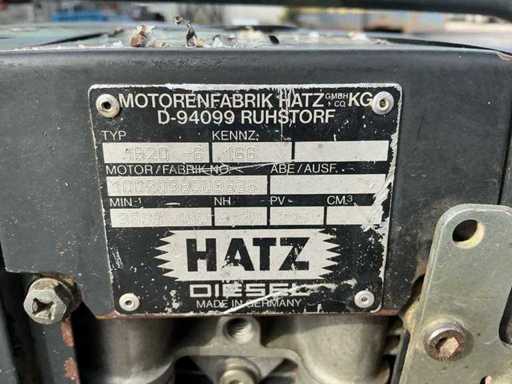 MOTORENFABRIK HATZ GMBH & CO KG
D-94099 RUHSTORF
TYP KENNZ.
1B20-6 166
MOTOR/FABRIK NO. ABE/AUSF.
MIN-1 NH PV CM3
HATZ
DIESEL
MADE IN GERMANY